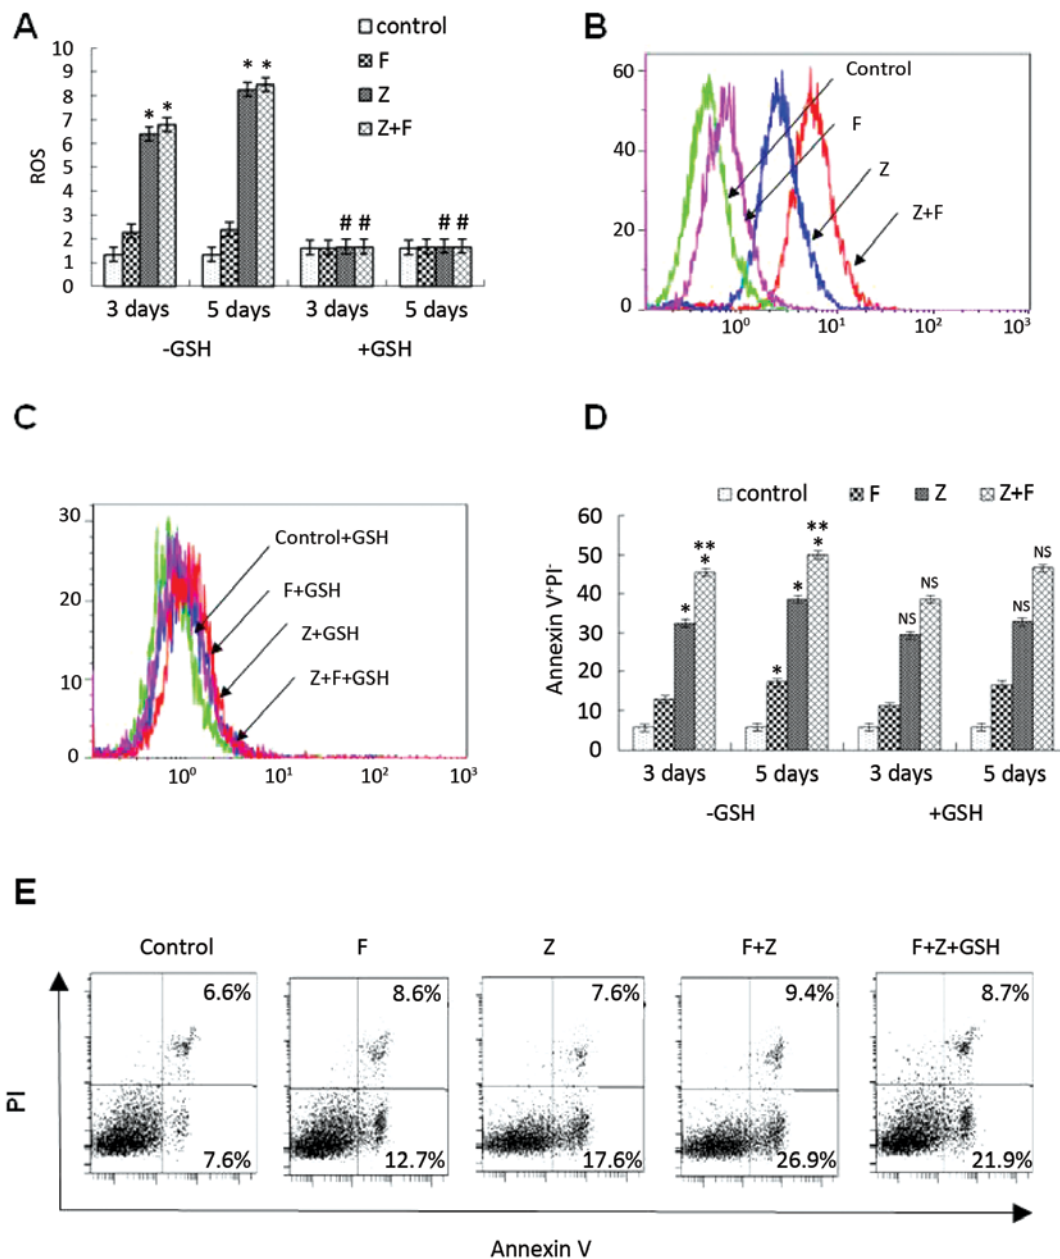 A
control
F
Z
Z+F
ROS
10
9
8
7
6
5
4
3
2
1
0
* *
* *
# #
# #
3 days 5 days 3 days 5 days
-GSH +GSH
B
60
40
20
0
Control
F
Z
Z+F
10⁰ 10¹ 10² 10³
C
30
20
10
0
Control+GSH
F+GSH
Z+GSH
Z+F+GSH
10⁰ 10¹ 10² 10³
D
control F Z Z+F
Annexin V⁺PI⁻
60
50
40
30
20
10
0
* ** *
* * ** *
NS NS
NS NS
3 days 5 days 3 days 5 days
-GSH +GSH
E
Control F Z F+Z F+Z+GSH
6.6% 8.6% 7.6% 9.4% 8.7%
PI
7.6% 12.7% 17.6% 26.9% 21.9%
Annexin V